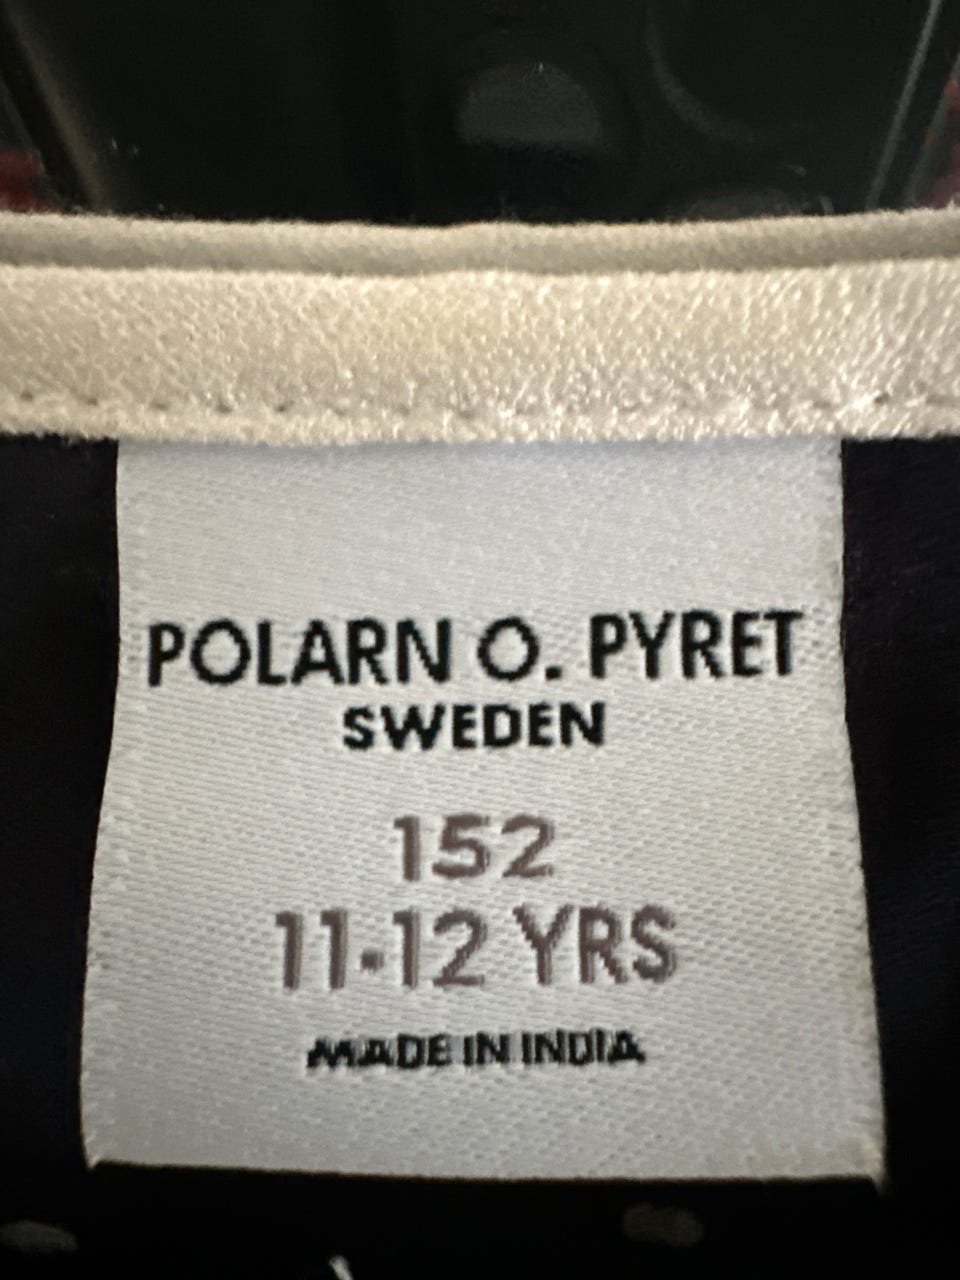 POLARN O. PYRET
SWEDEN
152
11-12 YRS
MADE IN INDIA